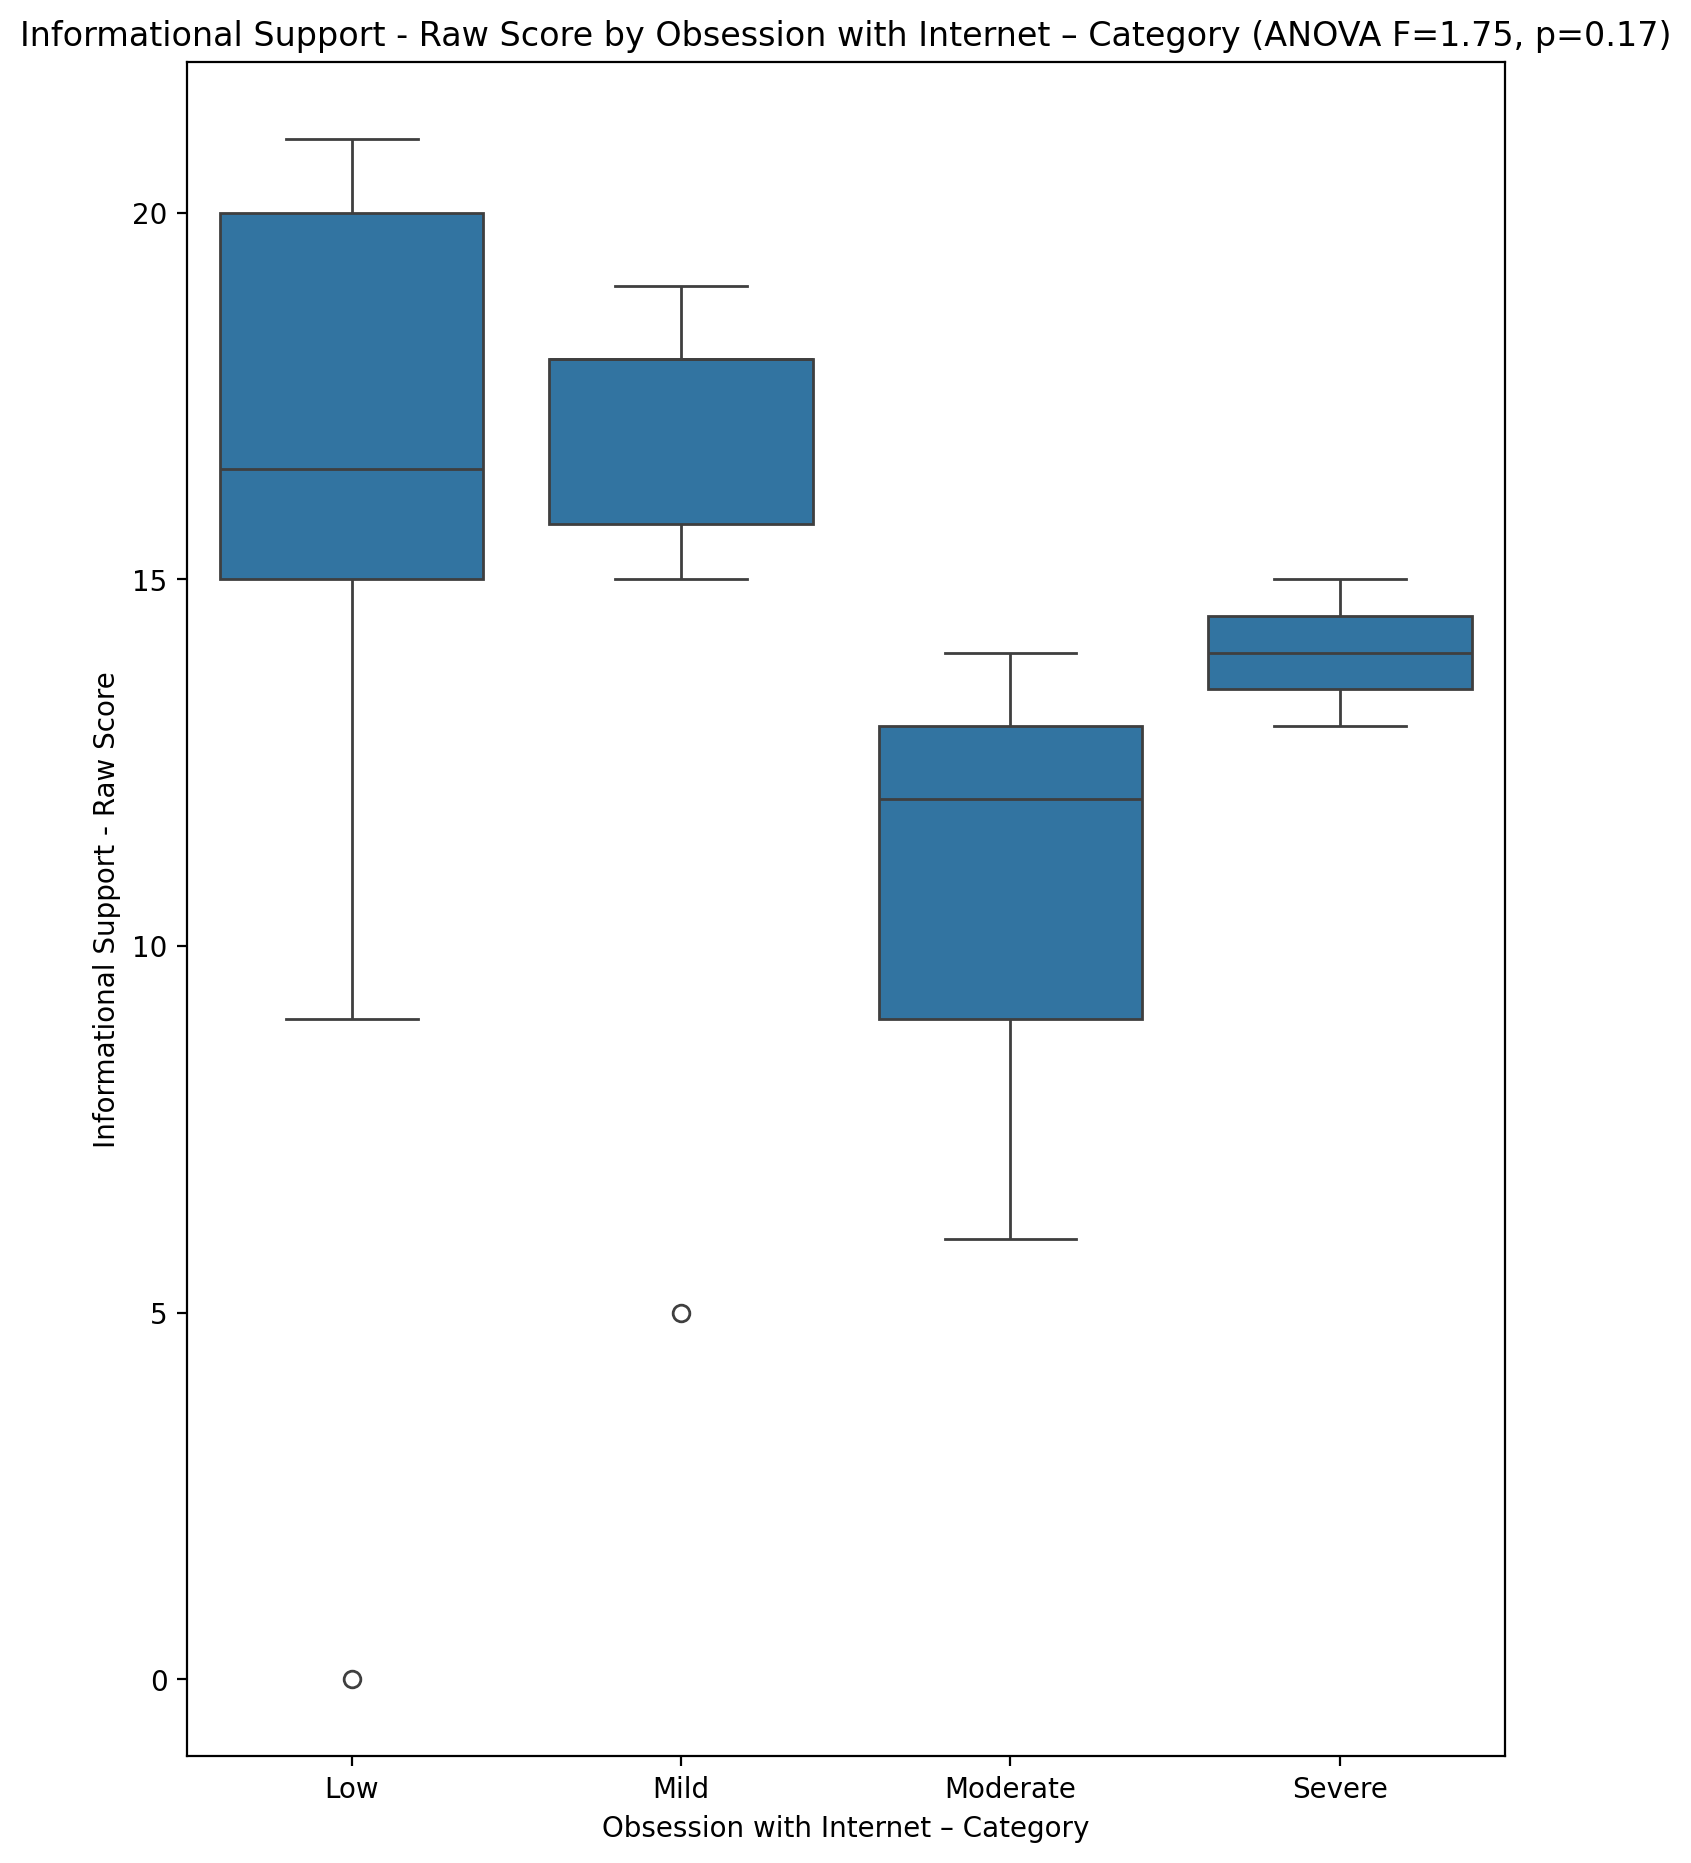 Informational Support - Raw Score by Obsession with Internet – Category (ANOVA F=1.75, p=0.17)
Informational Support - Raw Score
20
15
10
5
0
Low
Mild
Moderate
Severe
Obsession with Internet – Category